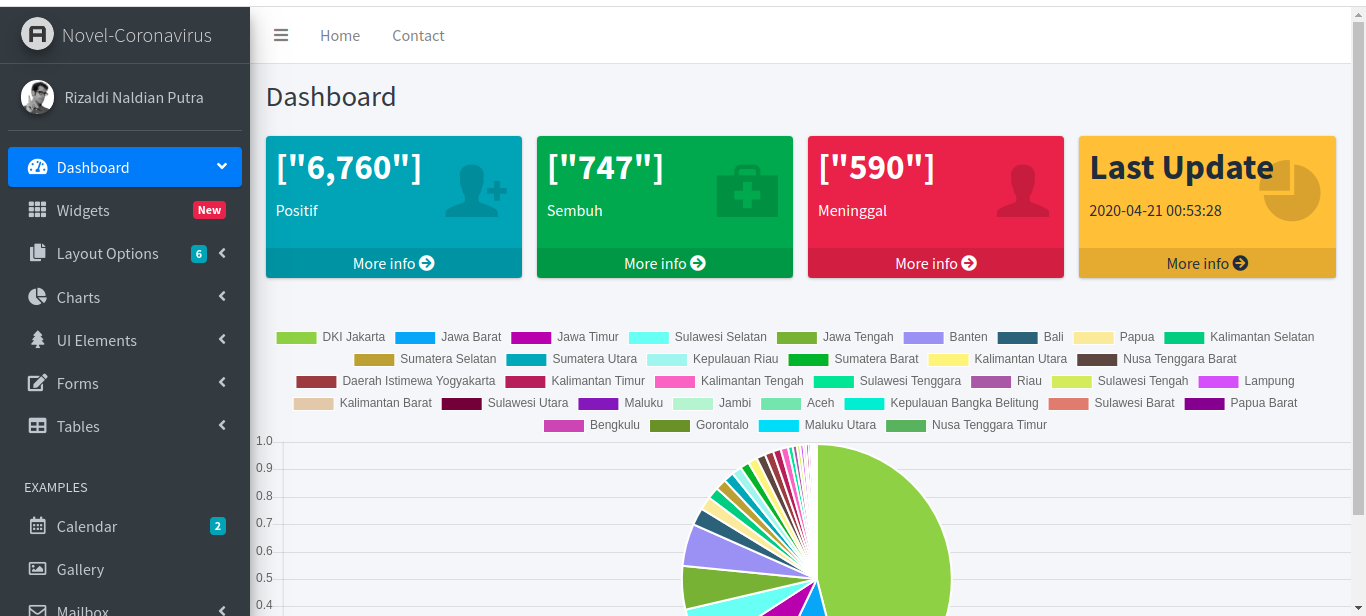 Novel-Coronavirus
Home
Contact
Rizaldi Naldian Putra
Dashboard
Widgets
New
Layout Options
6
Charts
UI Elements
Forms
Tables
EXAMPLES
Calendar
2
Gallery
Mailbox
Dashboard
["6,760"]
Positif
More info
["747"]
Sembuh
More info
["590"]
Meninggal
More info
Last Update
2020-04-21 00:53:28
More info
DKI Jakarta Jawa Barat Jawa Timur Sulawesi Selatan Jawa Tengah Banten Bali Papua Kalimantan Selatan
Sumatera Selatan Sumatera Utara Kepulauan Riau Sumatera Barat Kalimantan Utara Nusa Tenggara Barat
Daerah Istimewa Yogyakarta Kalimantan Timur Kalimantan Tengah Sulawesi Tenggara Riau Sulawesi Tengah Lampung
Kalimantan Barat Sulawesi Utara Maluku Jambi Aceh Kepulauan Bangka Belitung Sulawesi Barat Papua Barat
Bengkulu Gorontalo Maluku Utara Nusa Tenggara Timur
1.0
0.9
0.8
0.7
0.6
0.5
0.4